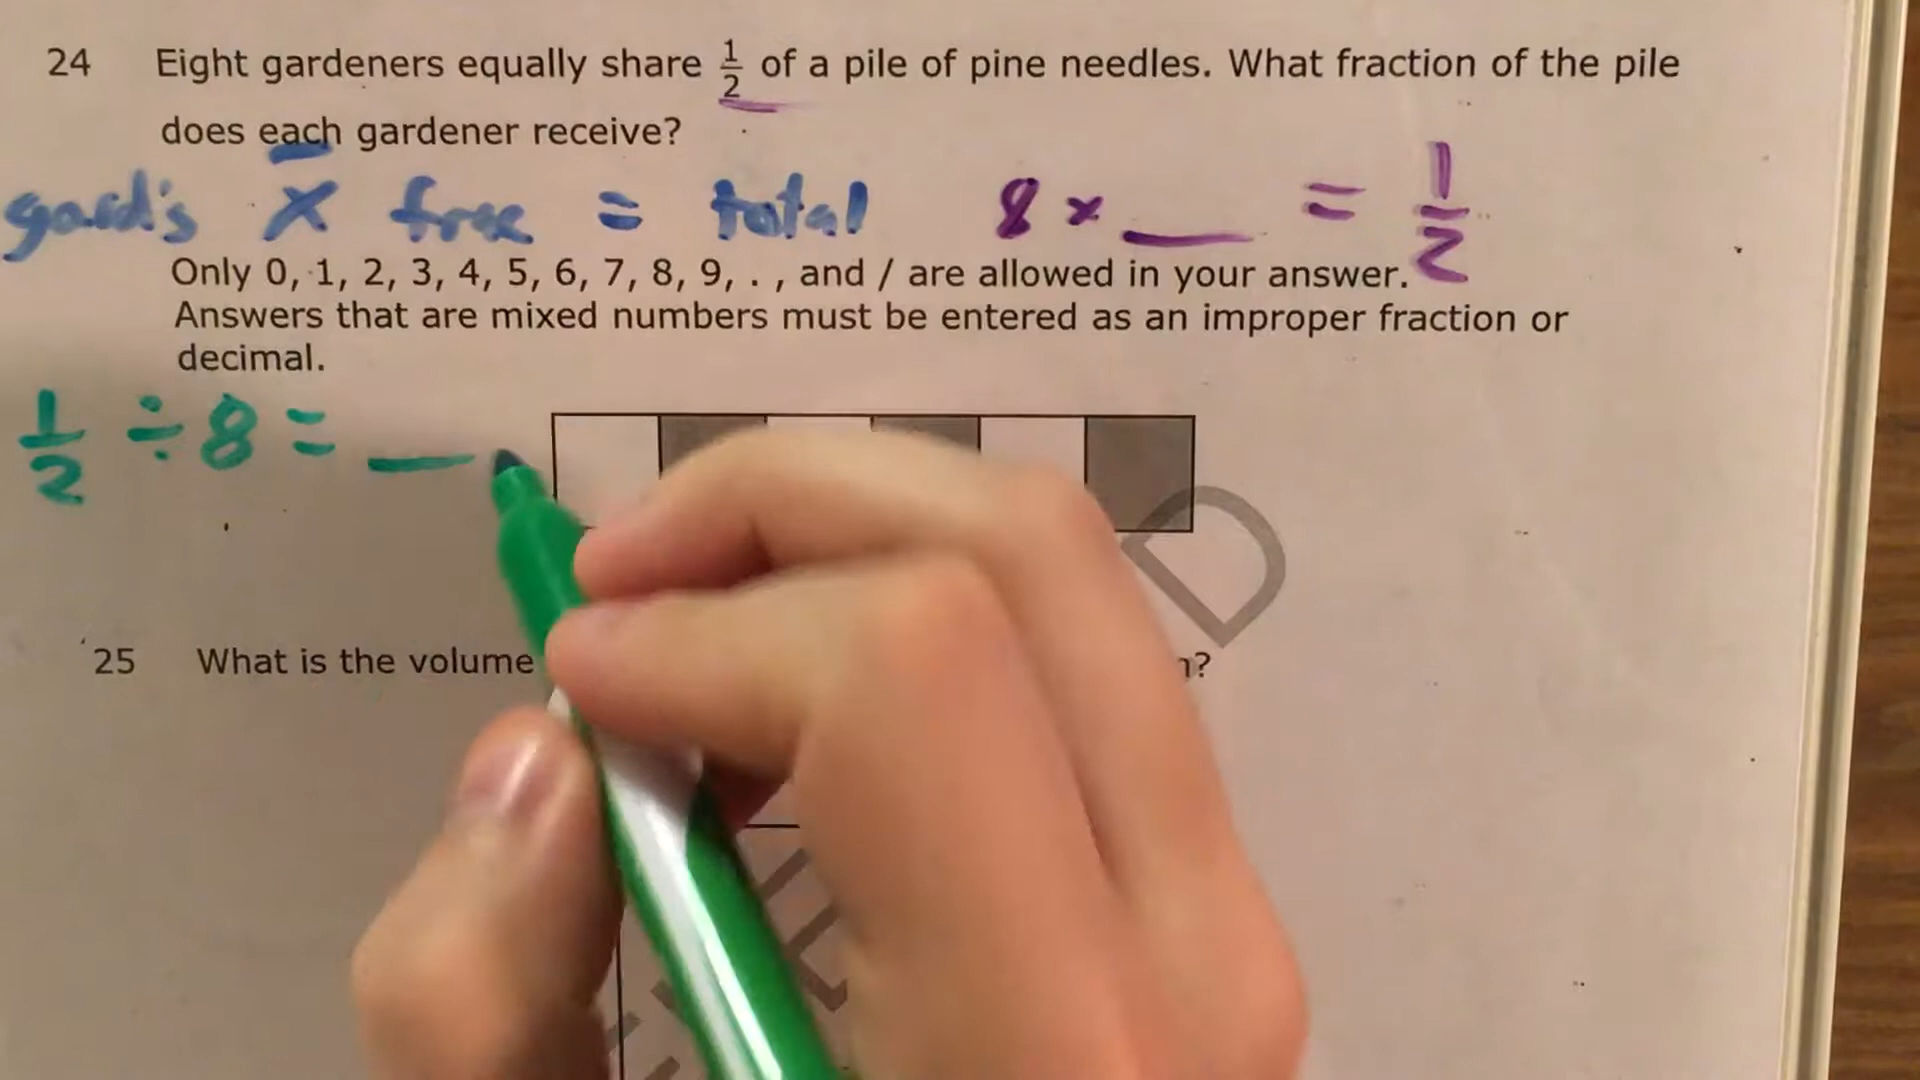 24 Eight gardeners equally share 1/2 of a pile of pine needles. What fraction of the pile
does each gardener receive?
gard's x frac = total 8 x __ = 1/2
Only 0, 1, 2, 3, 4, 5, 6, 7, 8, 9, . , and / are allowed in your answer.
Answers that are mixed numbers must be entered as an improper fraction or
decimal.
1/2 ÷ 8 = __
25 What is the volume ?
D